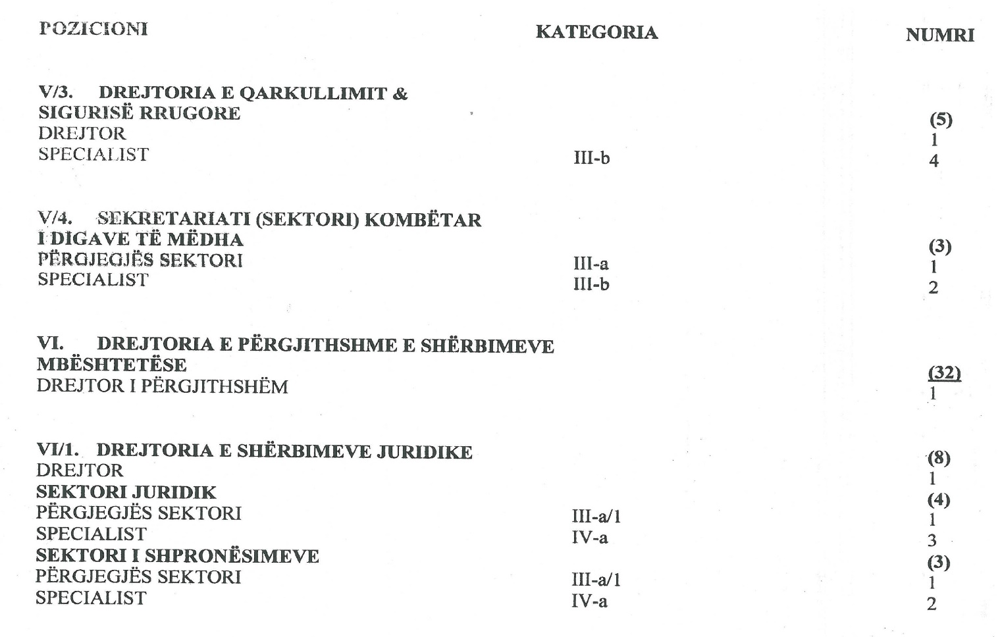 POZICIONI KATEGORIA NUMRI
V/3. DREJTORIA E QARKULLIMIT &
SIGURISË RRUGORE (5)
DREJTOR 1
SPECIALIST III-b 4
V/4. SEKRETARIATI (SEKTORI) KOMBËTAR
I DIGAVE TË MËDHA (3)
PËRGJEGJËS SEKTORI III-a 1
SPECIALIST III-b 2
VI. DREJTORIA E PËRGJITHSHME E SHËRBIMEVE
MBËSHTETËSE (32)
DREJTOR I PËRGJITHSHËM 1
VI/1. DREJTORIA E SHËRBIMEVE JURIDIKE (8)
DREJTOR 1
SEKTORI JURIDIK (4)
PËRGJEGJËS SEKTORI III-a/1 1
SPECIALIST IV-a 3
SEKTORI I SHPRONËSIMEVE (3)
PËRGJEGJËS SEKTORI III-a/1 1
SPECIALIST IV-a 2